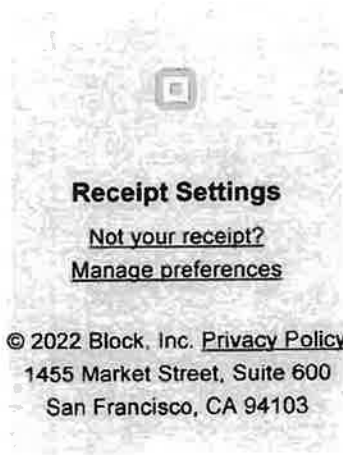 Receipt Settings
Not your receipt?
Manage preferences
© 2022 Block, Inc. Privacy Policy
1455 Market Street, Suite 600
San Francisco, CA 94103